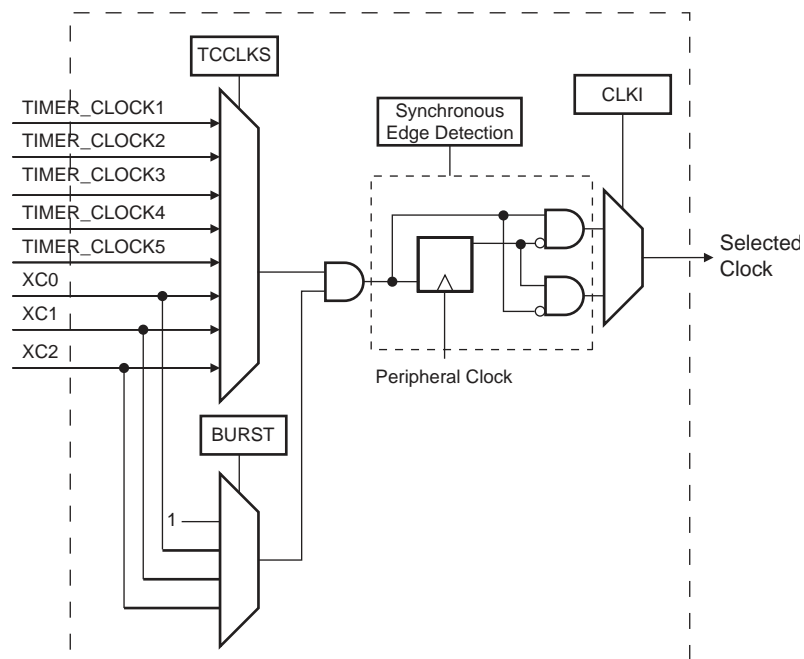 TCCLKS
TIMER_CLOCK1
TIMER_CLOCK2
TIMER_CLOCK3
TIMER_CLOCK4
TIMER_CLOCK5
XC0
XC1
XC2
Synchronous
Edge Detection
CLKI
Selected
Clock
Peripheral Clock
BURST
1